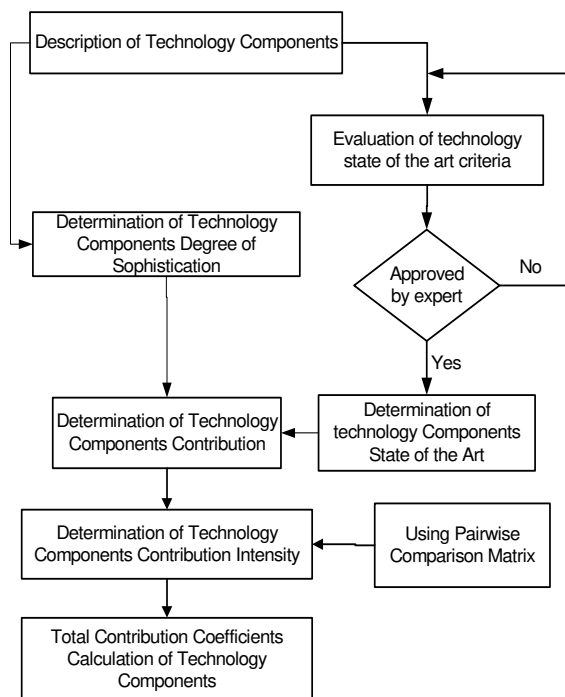 Description of Technology Components
Evaluation of technology
state of the art criteria
Determination of Technology
Components Degree of
Sophistication
Approved
by expert
No
Yes
Determination of Technology
Components Contribution
Determination of
technology Components
State of the Art
Determination of Technology
Components Contribution Intensity
Using Pairwise
Comparison Matrix
Total Contribution Coefficients
Calculation of Technology
Components